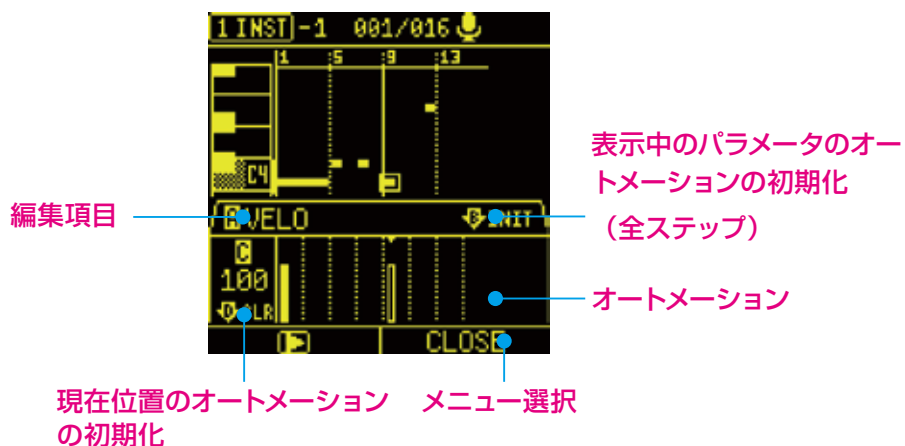 1 INST -1 001/016
1 5 9 13
C4
表示中のパラメータのオー
トメーションの初期化
（全ステップ）
編集項目
A VELO B INIT
C
100
オートメーション
D CLR
CLOSE
現在位置のオートメーション
の初期化
メニュー選択